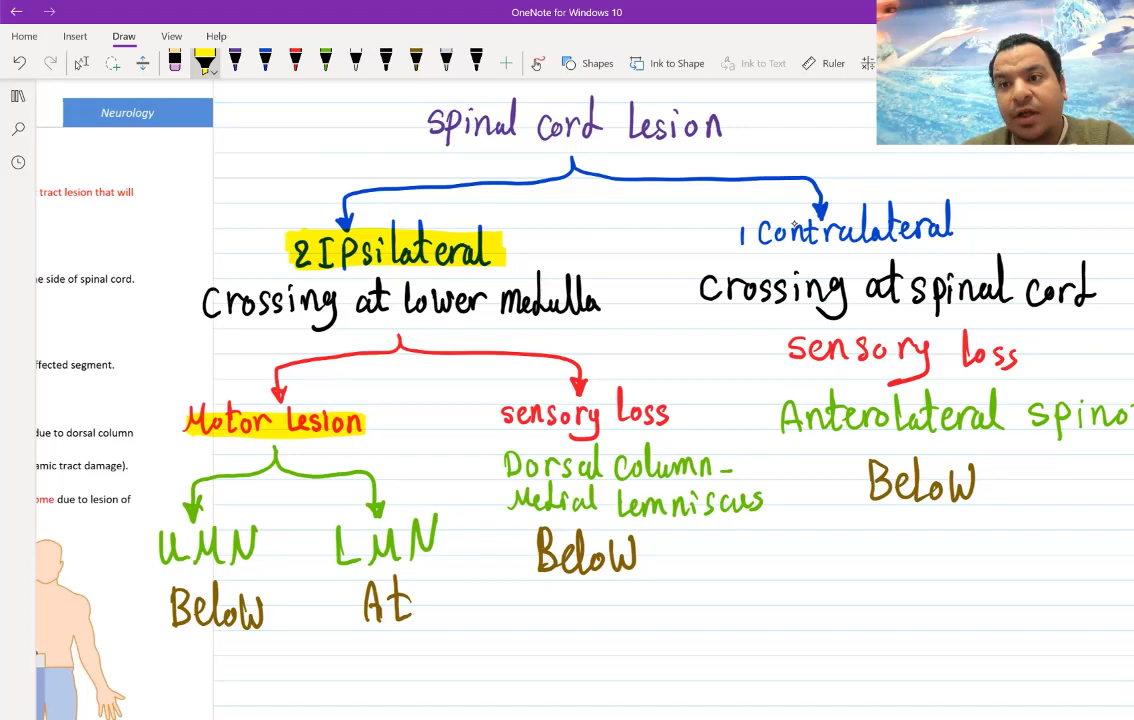 OneNote for Windows 10
Home Insert Draw View Help
Shapes Ink to Shape Ink to Text Ruler
Neurology
tract lesion that will
e side of spinal cord.
ffected segment.
due to dorsal column
amic tract damage).
ome due to lesion of
spinal cord lesion
2 Ipsilateral
1 Contralateral
Crossing at lower medulla
Crossing at spinal cord
Motor Lesion
sensory loss
sensory loss
Dorsal column -
Medial lemniscus
Anterolateral spino
UMN
LMN
Below
Below
Below
At